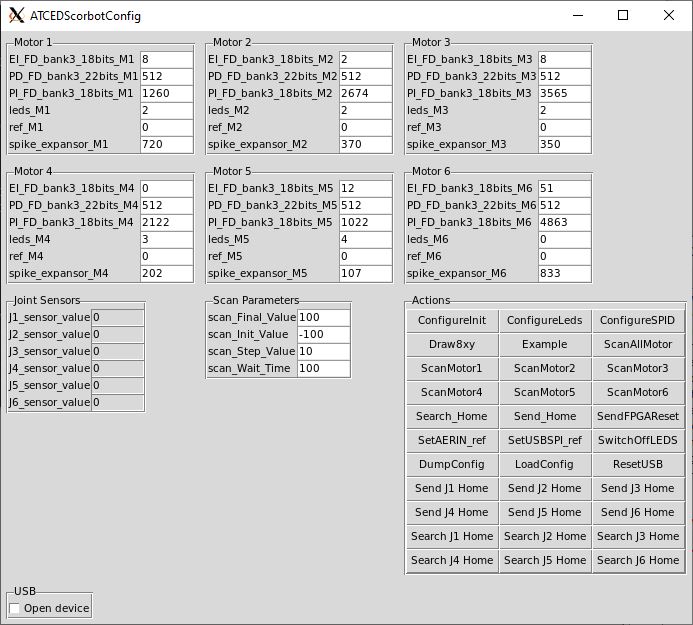 ATCEDScorbotConfig
Motor 1
EI_FD_bank3_18bits_M1 8
PD_FD_bank3_22bits_M1 512
PI_FD_bank3_18bits_M1 1260
leds_M1 2
ref_M1 0
spike_expansor_M1 720
Motor 2
EI_FD_bank3_18bits_M2 2
PD_FD_bank3_22bits_M2 512
PI_FD_bank3_18bits_M2 2674
leds_M2 2
ref_M2 0
spike_expansor_M2 370
Motor 3
EI_FD_bank3_18bits_M3 8
PD_FD_bank3_22bits_M3 512
PI_FD_bank3_18bits_M3 3565
leds_M3 2
ref_M3 0
spike_expansor_M3 350
Motor 4
EI_FD_bank3_18bits_M4 0
PD_FD_bank3_22bits_M4 512
PI_FD_bank3_18bits_M4 2122
leds_M4 3
ref_M4 0
spike_expansor_M4 202
Motor 5
EI_FD_bank3_18bits_M5 12
PD_FD_bank3_22bits_M5 512
PI_FD_bank3_18bits_M5 1022
leds_M5 4
ref_M5 0
spike_expansor_M5 107
Motor 6
EI_FD_bank3_18bits_M6 51
PD_FD_bank3_22bits_M6 512
PI_FD_bank3_18bits_M6 4863
leds_M6 0
ref_M6 0
spike_expansor_M6 833
Joint Sensors
J1_sensor_value 0
J2_sensor_value 0
J3_sensor_value 0
J4_sensor_value 0
J5_sensor_value 0
J6_sensor_value 0
Scan Parameters
scan_Final_Value 100
scan_Init_Value -100
scan_Step_Value 10
scan_Wait_Time 100
Actions
ConfigureInit ConfigureLeds ConfigureSPID
Draw8xy Example ScanAllMotor
ScanMotor1 ScanMotor2 ScanMotor3
ScanMotor4 ScanMotor5 ScanMotor6
Search_Home Send_Home SendFPGAReset
SetAERIN_ref SetUSBSPI_ref SwitchOffLEDS
DumpConfig LoadConfig ResetUSB
Send J1 Home Send J2 Home Send J3 Home
Send J4 Home Send J5 Home Send J6 Home
Search J1 Home Search J2 Home Search J3 Home
Search J4 Home Search J5 Home Search J6 Home
USB
Open device